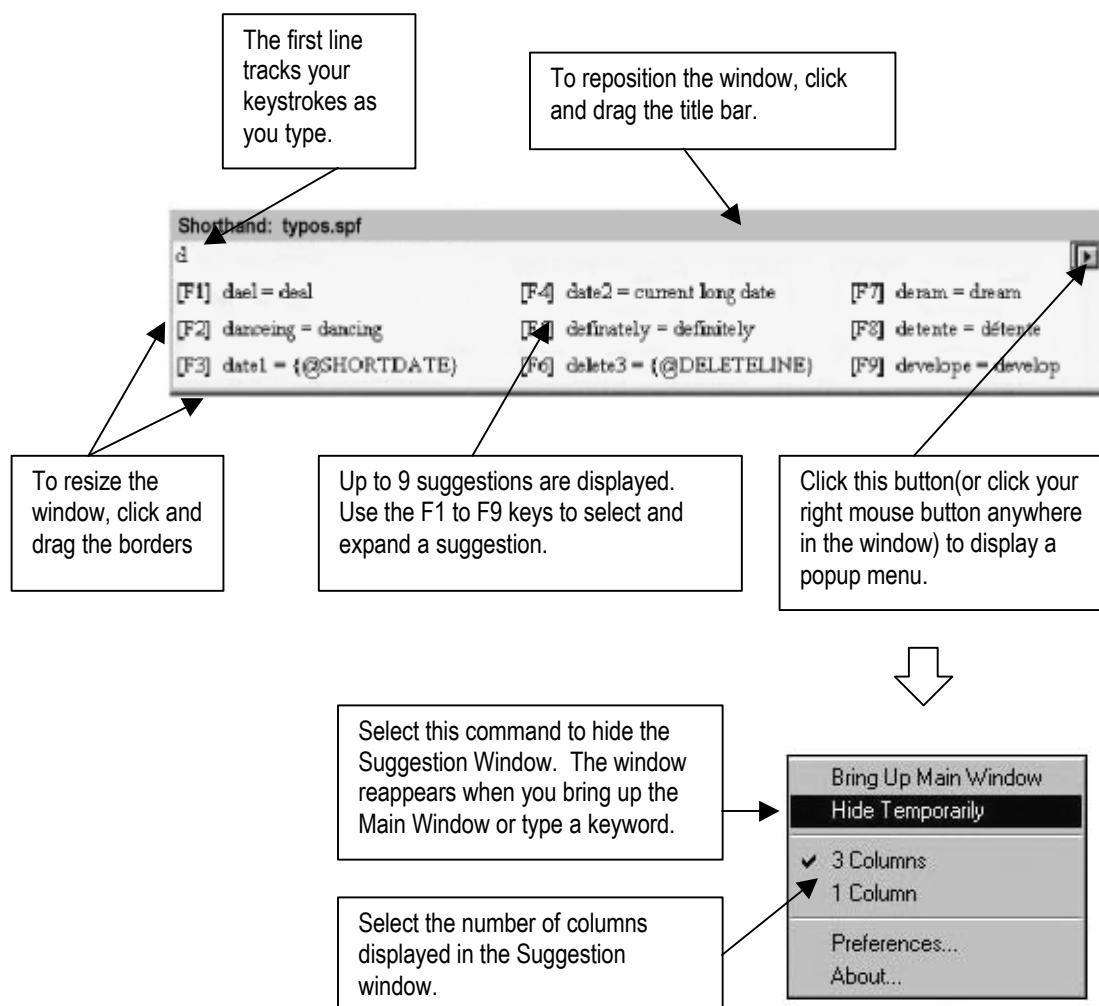 The first line
tracks your
keystrokes as
you type.
To reposition the window, click
and drag the title bar.
Shorthand: typos.spf
d
[F1] dael = deal
[F4] date2 = current long date
[F7] deram = dream
[F2] danceing = dancing
[F5] definately = definitely
[F8] detente = détente
[F3] date1 = {@SHORTDATE}
[F6] delete3 = {@DELETELINE}
[F9] develope = develop
To resize the
window, click and
drag the borders
Up to 9 suggestions are displayed.
Use the F1 to F9 keys to select and
expand a suggestion.
Click this button(or click your
right mouse button anywhere
in the window) to display a
popup menu.
Select this command to hide the
Suggestion Window. The window
reappears when you bring up the
Main Window or type a keyword.
Bring Up Main Window
Hide Temporarily
3 Columns
1 Column
Preferences...
About...
Select the number of columns
displayed in the Suggestion
window.